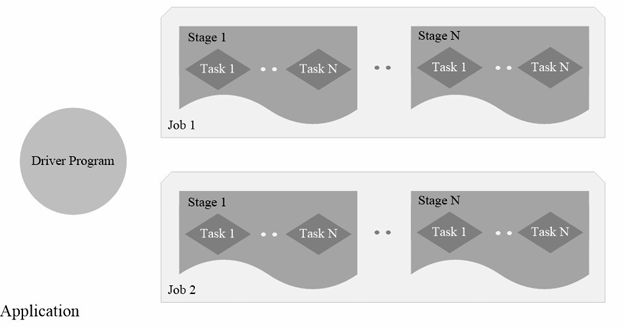 Stage 1
Task 1
Task N
Stage N
Task 1
Task N
Job 1
Driver Program
Stage 1
Task 1
Task N
Stage N
Task 1
Task N
Job 2
Application